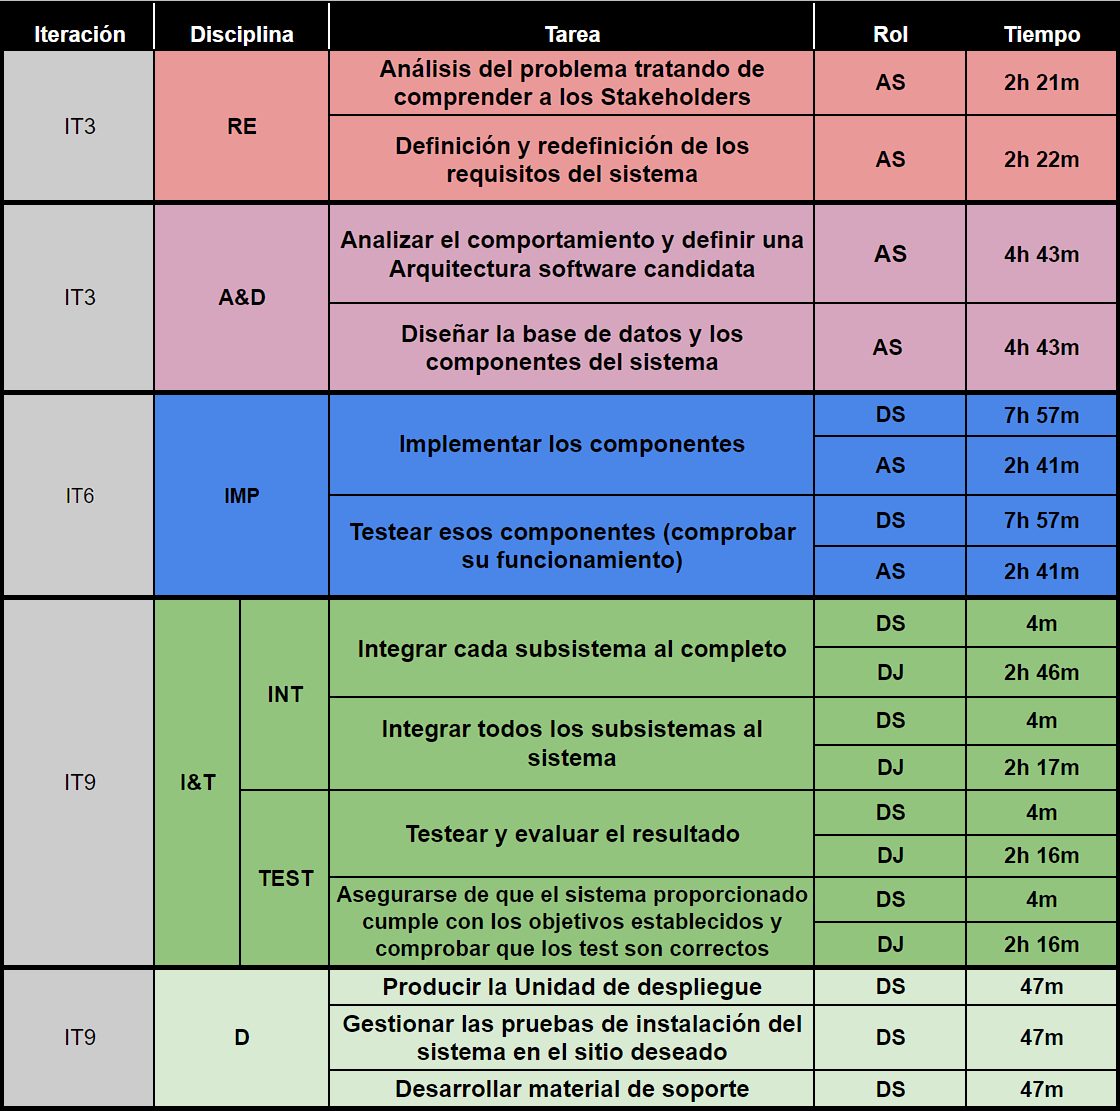 Iteración Disciplina Tarea Rol Tiempo
IT3 RE
Análisis del problema tratando de
comprender a los Stakeholders
AS 2h 21m
Definición y redefinición de los
requisitos del sistema
AS 2h 22m
IT3 A&D
Analizar el comportamiento y definir una
Arquitectura software candidata
AS 4h 43m
Diseñar la base de datos y los
componentes del sistema
AS 4h 43m
IT6 IMP
Implementar los componentes
DS 7h 57m
AS 2h 41m
Testear esos componentes (comprobar
su funcionamiento)
DS 7h 57m
AS 2h 41m
IT9 I&T
INT
Integrar cada subsistema al completo
DS 4m
DJ 2h 46m
Integrar todos los subsistemas al
sistema
DS 4m
DJ 2h 17m
TEST
Testear y evaluar el resultado
DS 4m
DJ 2h 16m
Asegurarse de que el sistema proporcionado
cumple con los objetivos establecidos y
comprobar que los test son correctos
DS 4m
DJ 2h 16m
IT9 D
Producir la Unidad de despliegue
DS 47m
Gestionar las pruebas de instalación del
sistema en el sitio deseado
DS 47m
Desarrollar material de soporte
DS 47m